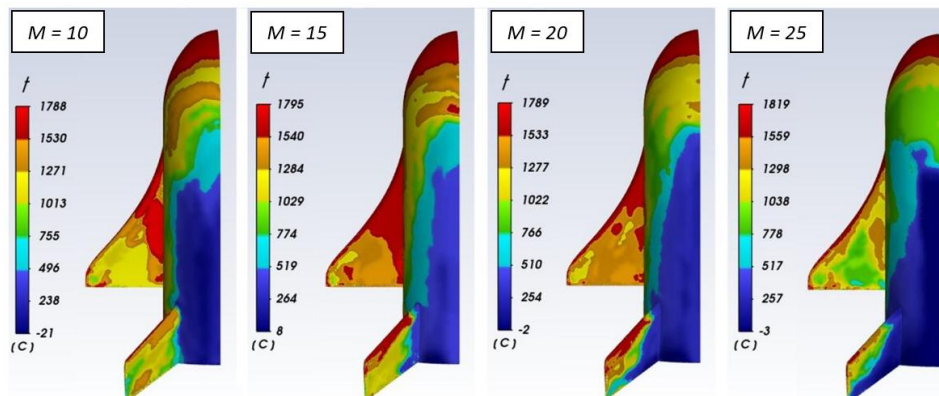 M = 10
t
1788
1530
1271
1013
755
496
238
-21
(C)
M = 15
t
1795
1540
1284
1029
774
519
264
8
(C)
M = 20
t
1789
1533
1277
1022
766
510
254
-2
(C)
M = 25
t
1819
1559
1298
1038
778
517
257
-3
(C)